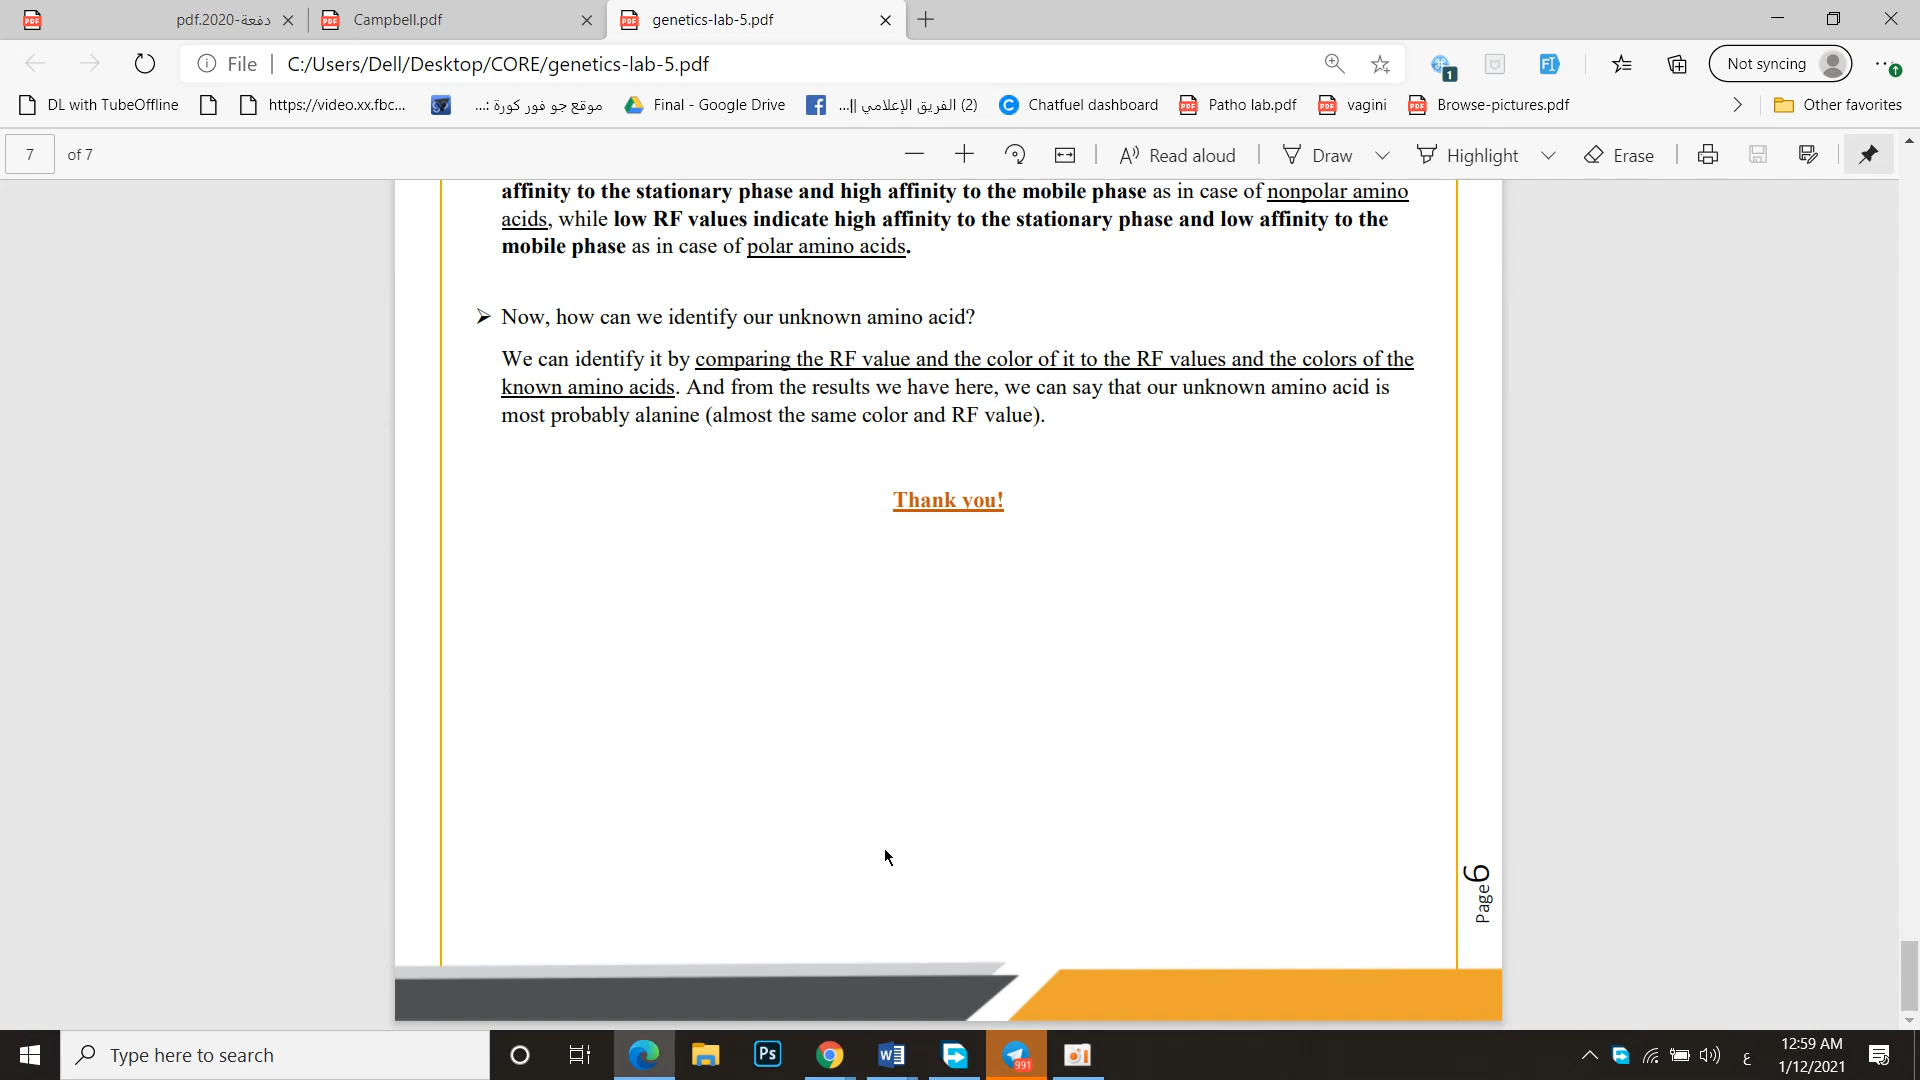 دفعة-2020.pdf
Campbell.pdf
genetics-lab-5.pdf
File
C:/Users/Dell/Desktop/CORE/genetics-lab-5.pdf
1
Not syncing
DL with TubeOffline
https://video.xx.fbc...
موقع جو فور كورة :...
Final - Google Drive
(2) الفريق الإعلامي ||...
Chatfuel dashboard
Patho lab.pdf
vagini
Browse-pictures.pdf
Other favorites
7 of 7
Read aloud
Draw
Highlight
Erase
affinity to the stationary phase and high affinity to the mobile phase as in case of nonpolar amino
acids, while low RF values indicate high affinity to the stationary phase and low affinity to the
mobile phase as in case of polar amino acids.
➢ Now, how can we identify our unknown amino acid?
We can identify it by comparing the RF value and the color of it to the RF values and the colors of the
known amino acids. And from the results we have here, we can say that our unknown amino acid is
most probably alanine (almost the same color and RF value).
Thank you!
Page 6
Type here to search
Ps
991
ع
12:59 AM
1/12/2021